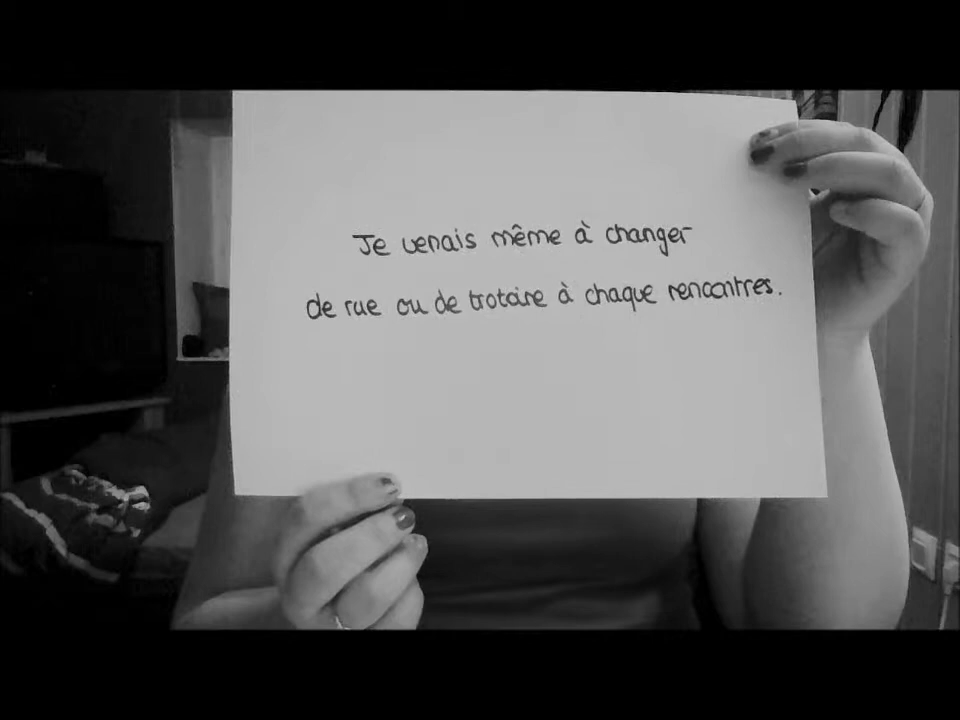 Je venais même à changer
de rue ou de trotoire à chaque rencontres.